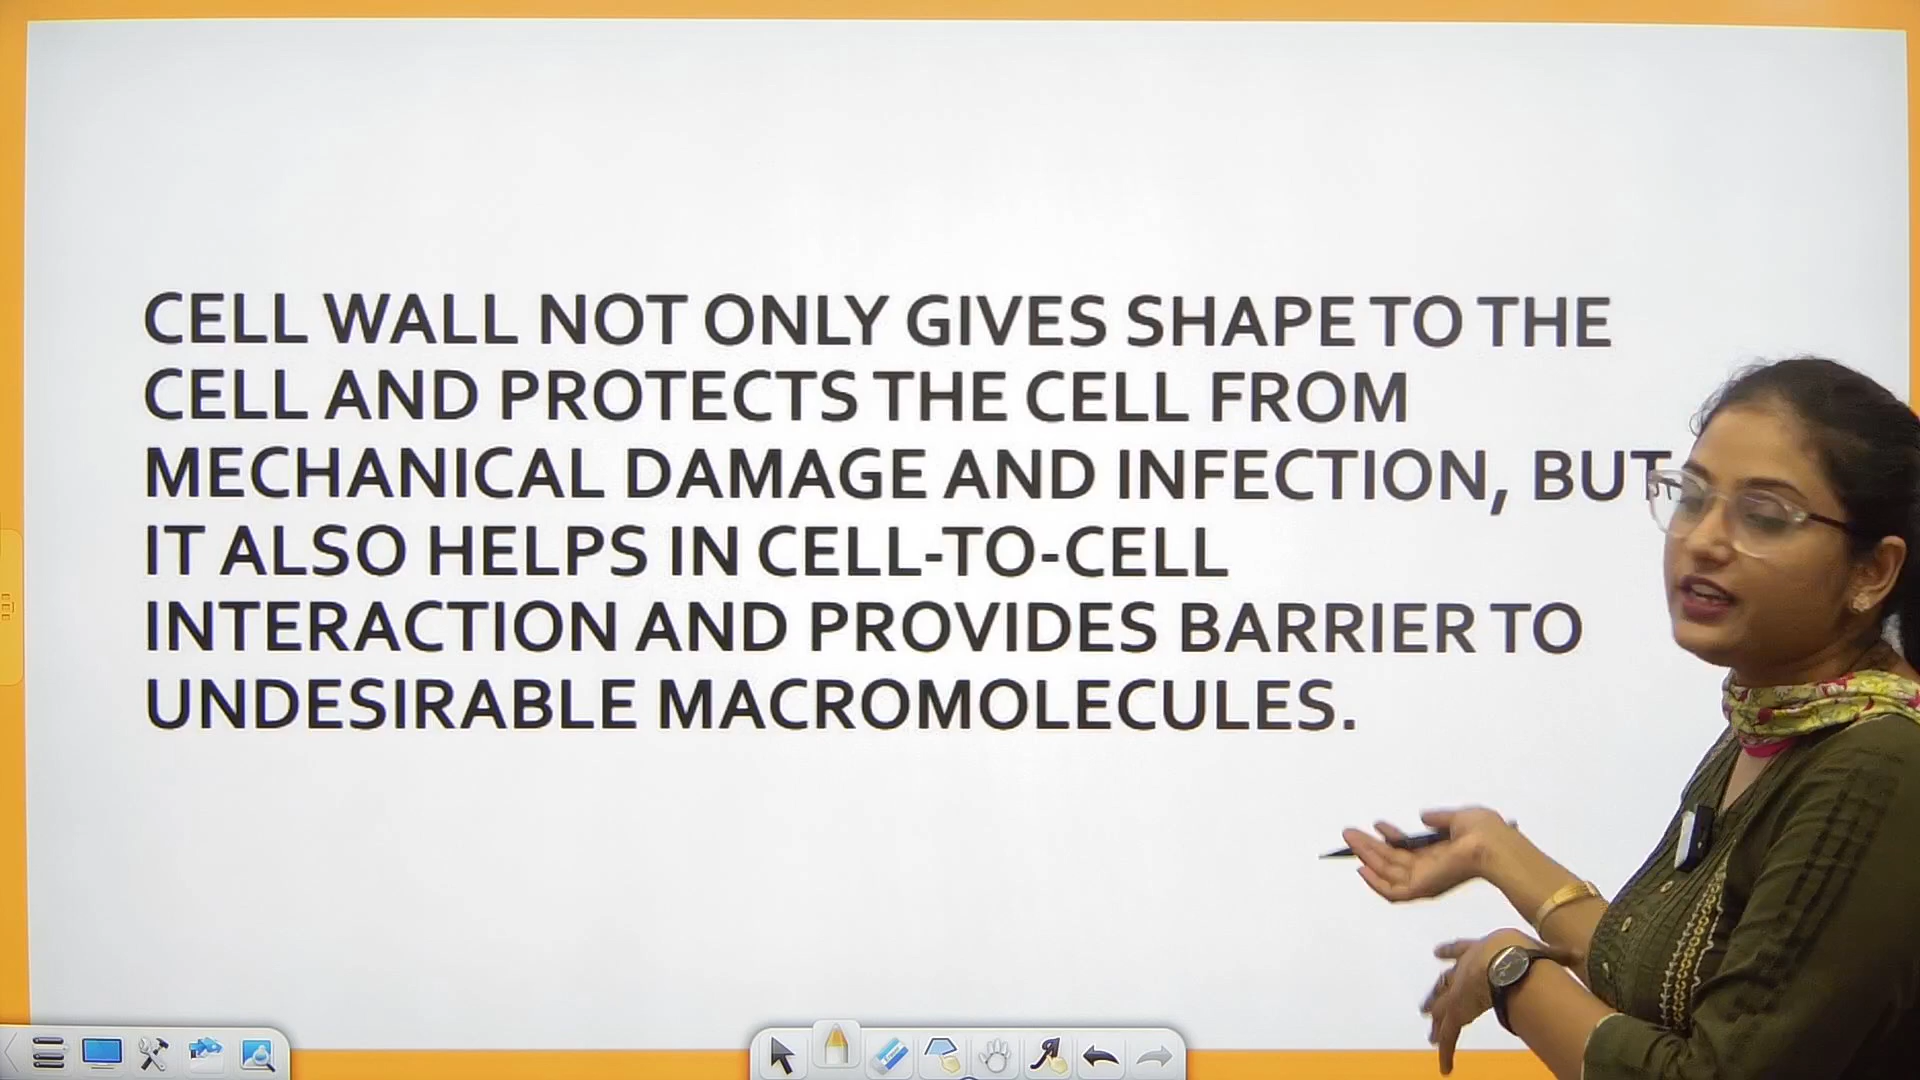 CELL WALL NOT ONLY GIVES SHAPE TO THE
CELL AND PROTECTS THE CELL FROM
MECHANICAL DAMAGE AND INFECTION, BUT
IT ALSO HELPS IN CELL-TO-CELL
INTERACTION AND PROVIDES BARRIER TO
UNDESIRABLE MACROMOLECULES.